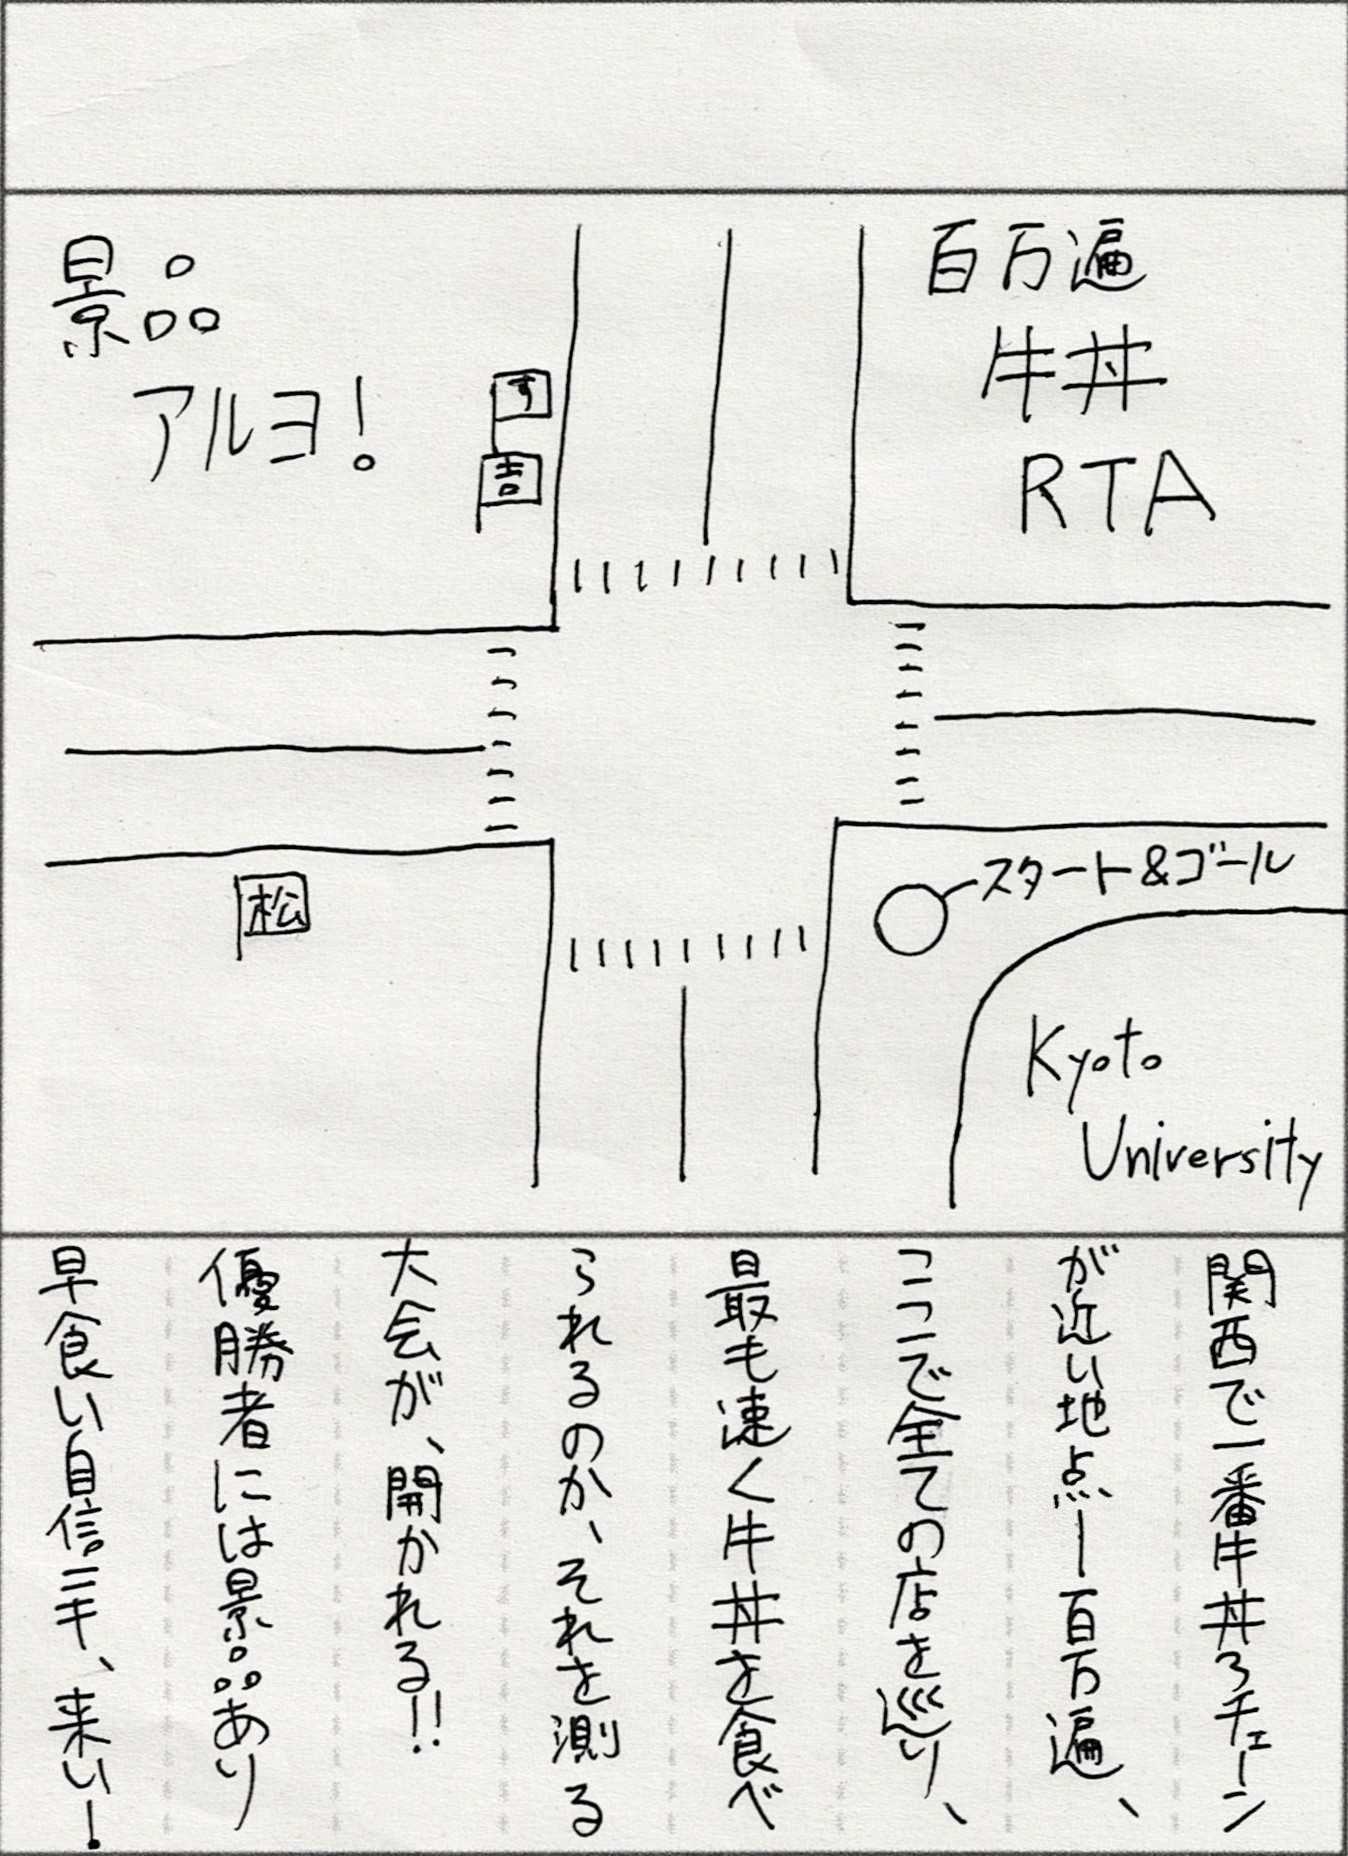 百万遍
牛丼
RTA
景品
アルヨ!
す
吉
松
スタート&ゴール
Kyoto
University
関西で一番牛丼3チェーン
が近い地点ー百万遍、
ここで全ての店を巡り、
最も速く牛丼を食べ
られるのか、それを測る
大会が、開かれる!!
優勝者には景品あり
早食い自信ニキ、来い!